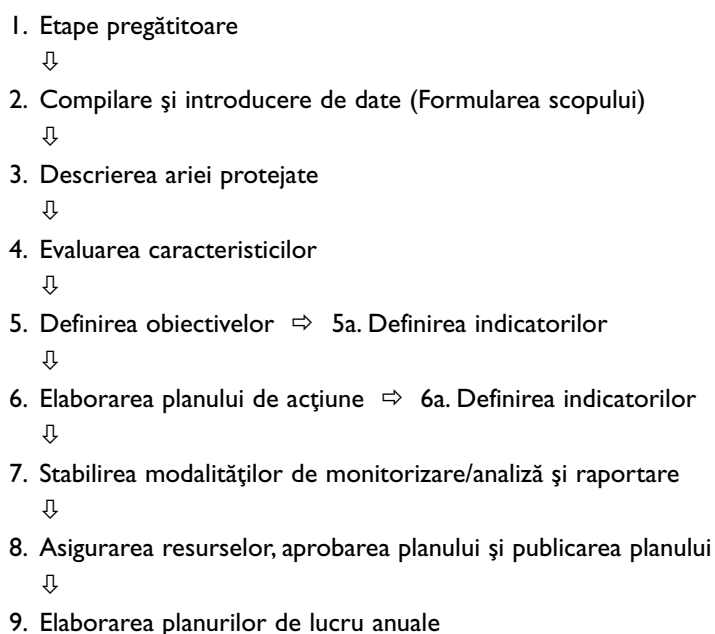 1. Etape pregătitoare
⇩
2. Compilare şi introducere de date (Formularea scopului)
⇩
3. Descrierea ariei protejate
⇩
4. Evaluarea caracteristicilor
⇩
5. Definirea obiectivelor ⇨ 5a. Definirea indicatorilor
⇩
6. Elaborarea planului de acţiune ⇨ 6a. Definirea indicatorilor
⇩
7. Stabilirea modalităţilor de monitorizare/analiză şi raportare
⇩
8. Asigurarea resurselor, aprobarea planului şi publicarea planului
⇩
9. Elaborarea planurilor de lucru anuale